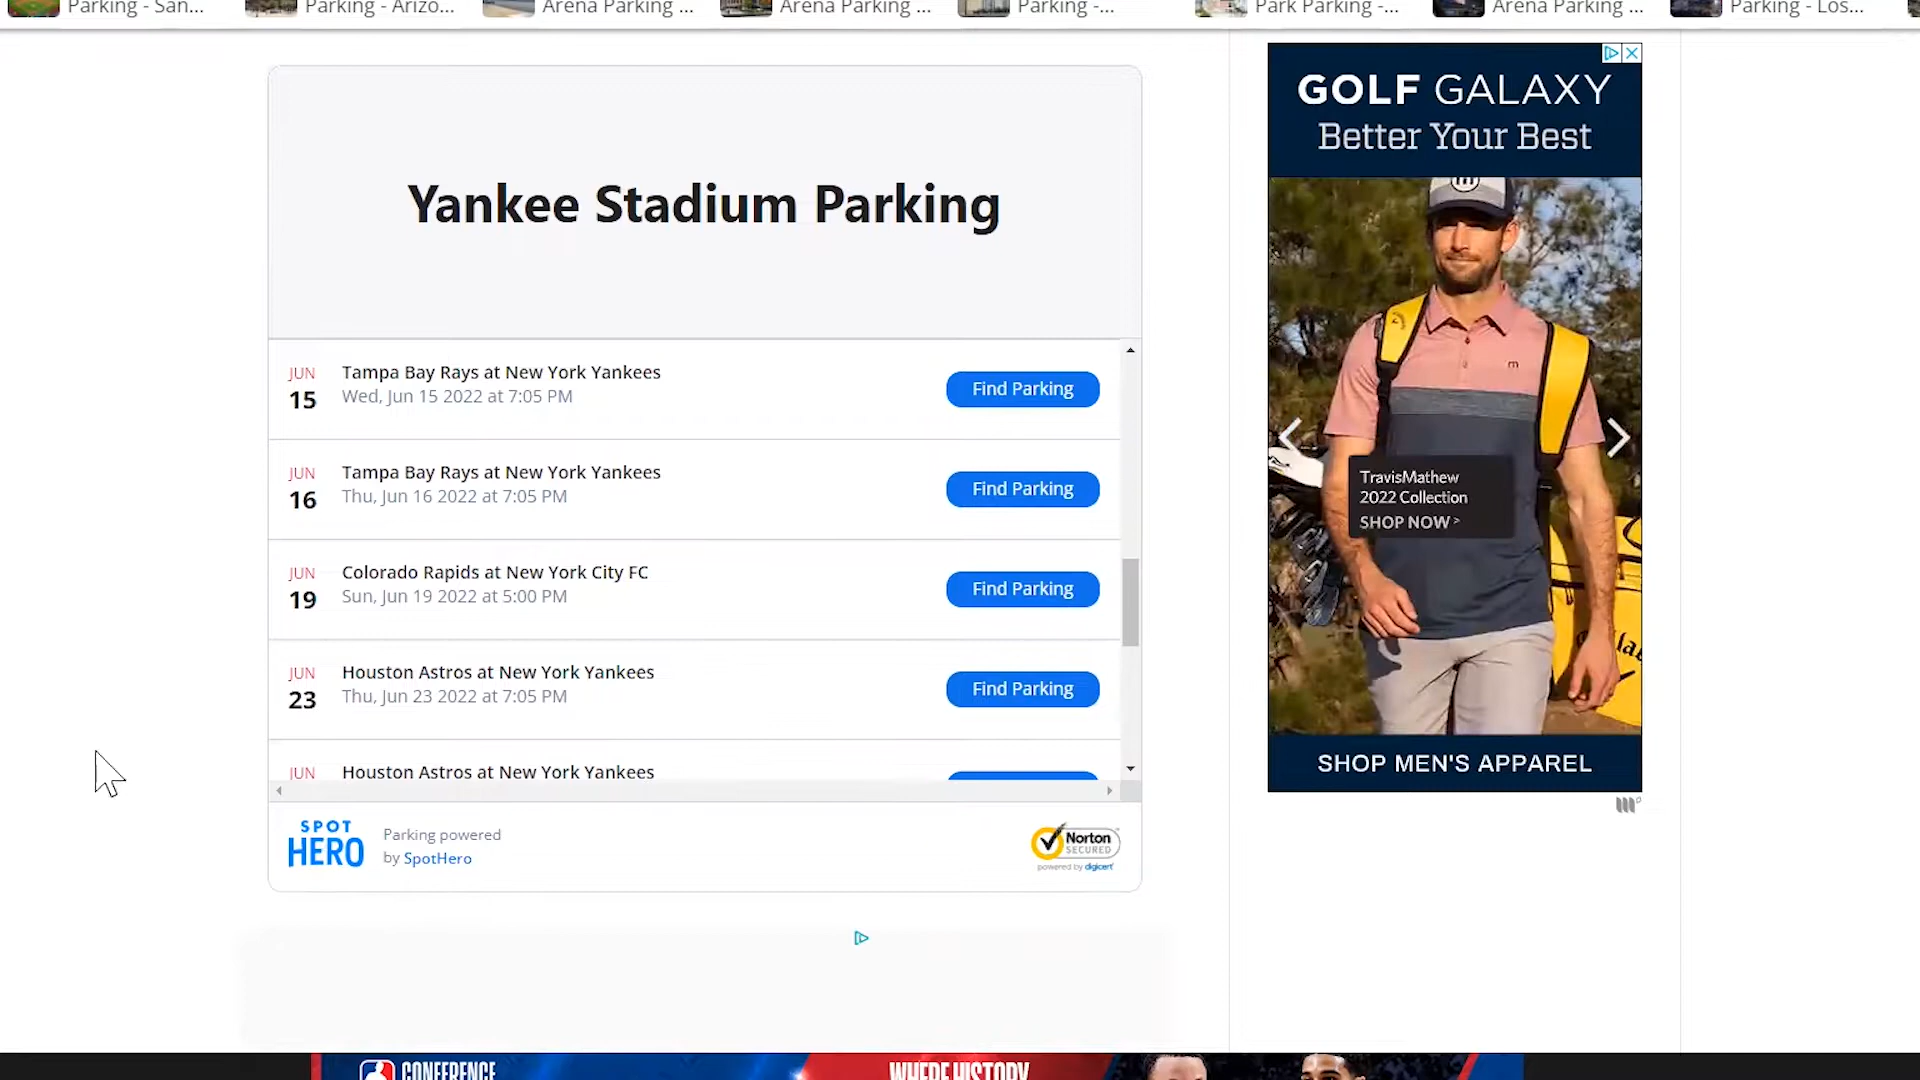 Parking - San...
Parking - Arizo...
Arena Parking ...
Arena Parking ...
Parking -...
Park Parking -...
Arena Parking ...
Parking - Los...
Yankee Stadium Parking
JUN
15
Tampa Bay Rays at New York Yankees
Wed, Jun 15 2022 at 7:05 PM
Find Parking
JUN
16
Tampa Bay Rays at New York Yankees
Thu, Jun 16 2022 at 7:05 PM
Find Parking
JUN
19
Colorado Rapids at New York City FC
Sun, Jun 19 2022 at 5:00 PM
Find Parking
JUN
23
Houston Astros at New York Yankees
Thu, Jun 23 2022 at 7:05 PM
Find Parking
JUN
Houston Astros at New York Yankees
SPOT
HERO
Parking powered
by SpotHero
Norton
SECURED
powered by digicert
GOLF GALAXY
Better Your Best
TravisMathew
2022 Collection
SHOP NOW >
SHOP MEN'S APPAREL
CONFERENCE
WHERE HISTORY